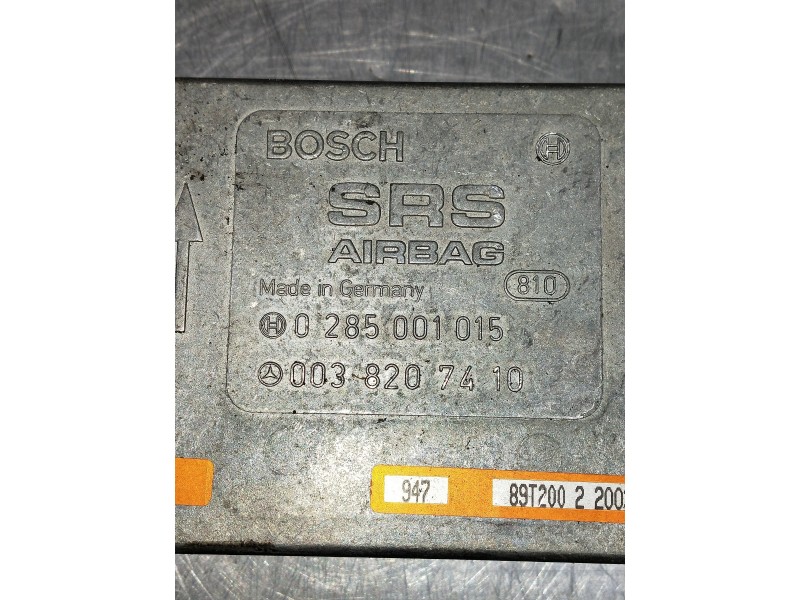 BOSCH
SRS
AIRBAG
Made in Germany 810
0 285 001 015
003 820 74 10
947 89T200 2 200